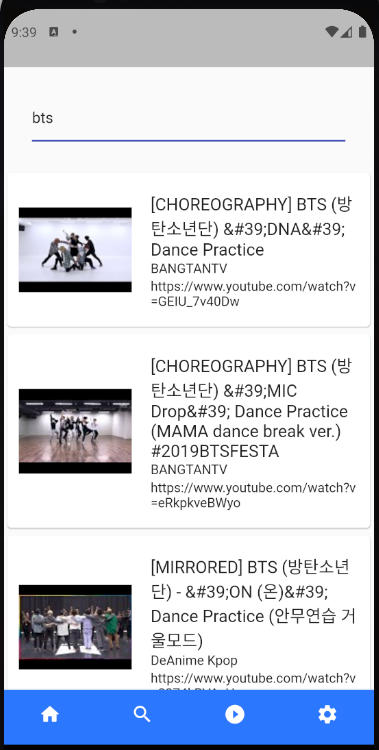 9:39
bts
[CHOREOGRAPHY] BTS (방
탄소년단) &#39;DNA&#39;
Dance Practice
BANGTANTV
https://www.youtube.com/watch?v
=GEIU_7v40Dw
[CHOREOGRAPHY] BTS (방
탄소년단) &#39;MIC
Drop&#39; Dance Practice
(MAMA dance break ver.)
#2019BTSFESTA
BANGTANTV
https://www.youtube.com/watch?v
=eRkpkveBWyo
[MIRRORED] BTS (방탄소년
단) - &#39;ON (온)&#39;
Dance Practice (안무연습 거
울모드)
DeAnime Kpop
https://www.youtube.com/watch?v